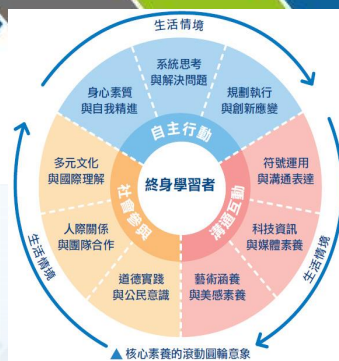 生活情境
系統思考
與解決問題
規劃執行
與創新應變
符號運用
與溝通表達
科技資訊
與媒體素養
藝術涵養
與美感素養
道德實踐
與公民意識
人際關係
與團隊合作
多元文化
與國際理解
身心素質
與自我精進
自主行動
溝通互動
社會參與
終身學習者
生活情境
生活情境
▲核心素養的滾動圓輪意象